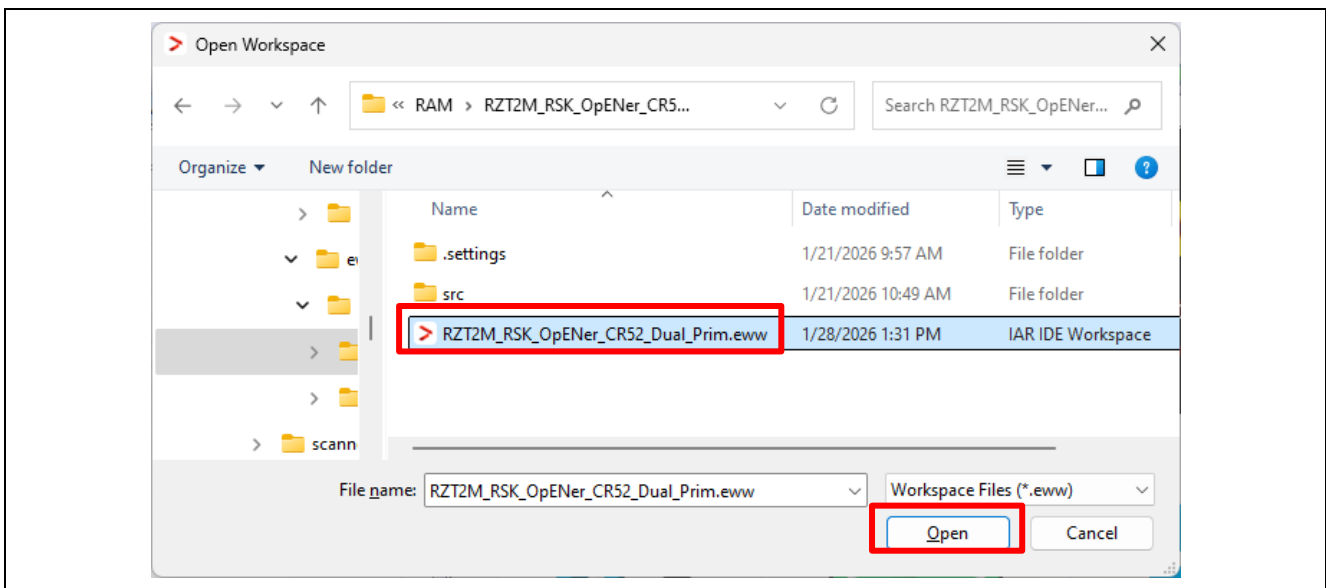 Open Workspace
« RAM > RZT2M_RSK_OpENer_CR5...
Search RZT2M_RSK_OpENer...
Organize
New folder
Name
Date modified
Type
.settings
1/21/2026 9:57 AM
File folder
src
1/21/2026 10:49 AM
File folder
RZT2M_RSK_OpENer_CR52_Dual_Prim.eww
1/28/2026 1:31 PM
IAR IDE Workspace
scann
File name:
RZT2M_RSK_OpENer_CR52_Dual_Prim.eww
Workspace Files (*.eww)
Open
Cancel